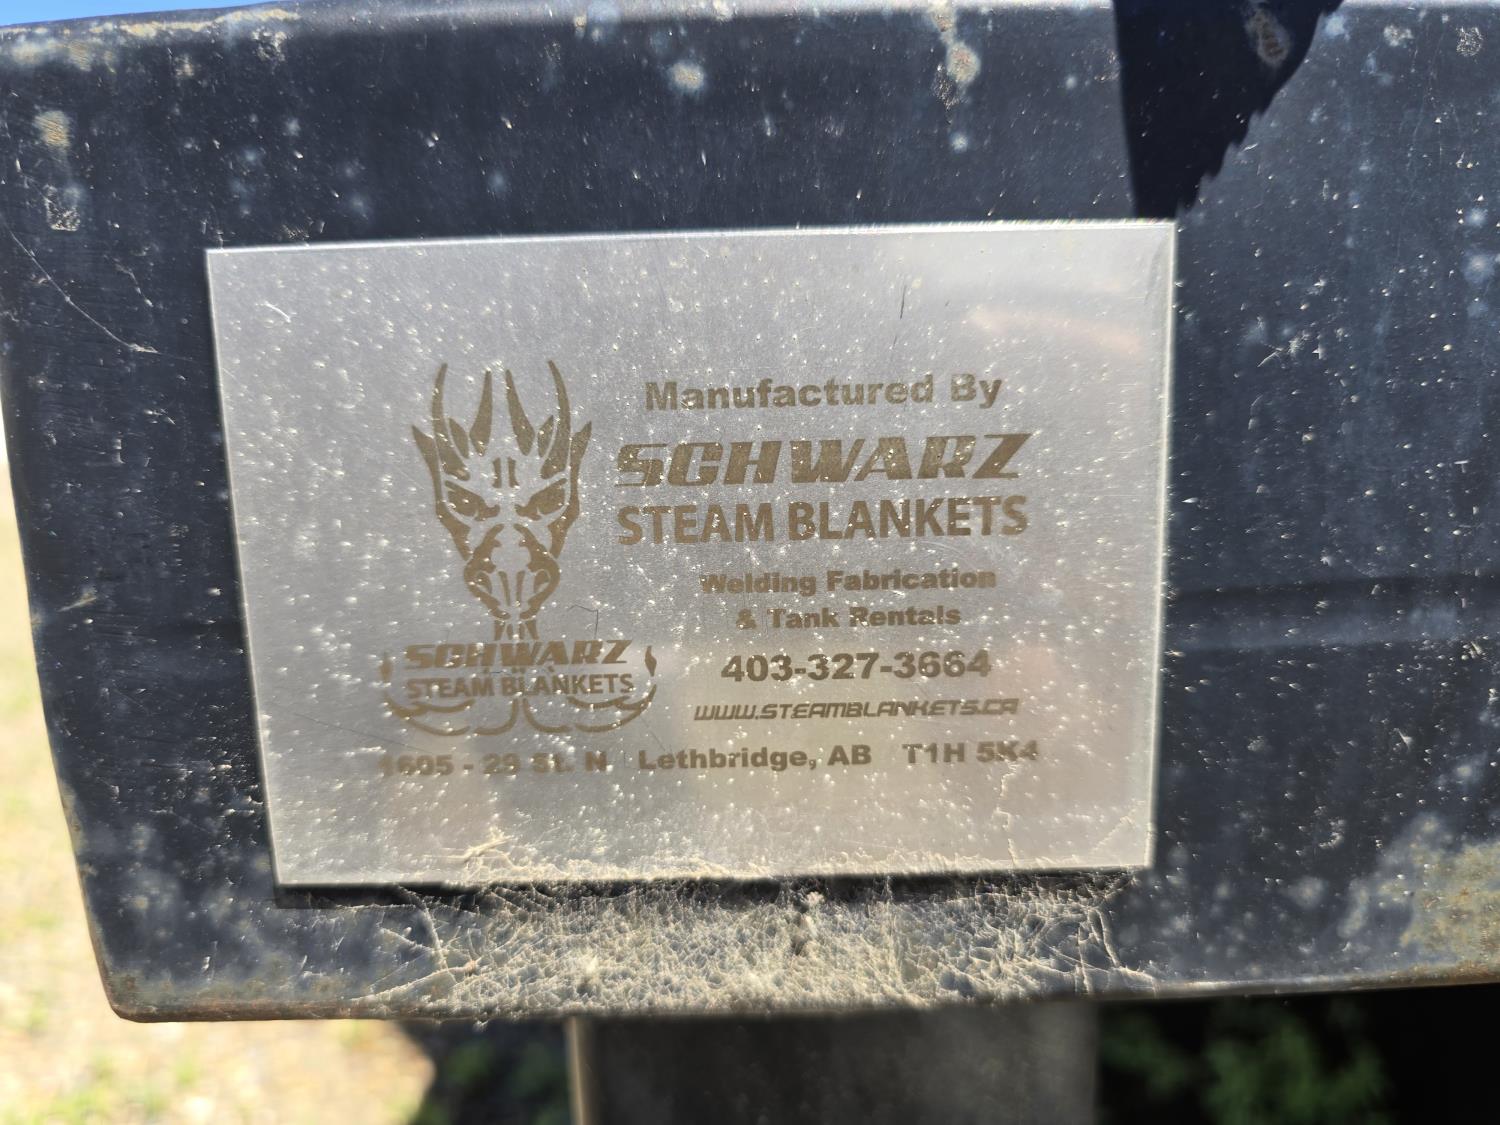 Manufactured By
SCHWARZ
STEAM BLANKETS
Welding Fabrication
& Tank Rentals
403-327-3664
WWW.STEAMBLANKETS.CA
SCHWARZ
STEAM BLANKETS
1605 - 29 St. N Lethbridge, AB T1H 5K4